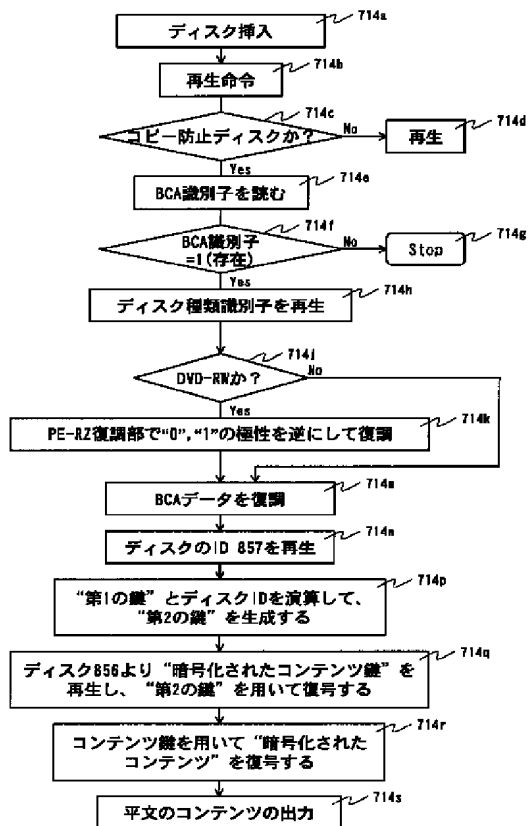 ディスク挿入
714a
再生命令
714b
コピー防止ディスクか？
714c
No
再生
714d
Yes
BCA識別子を読む
714e
BCA識別子
=1(存在)
714f
No
Stop
714g
Yes
ディスク種類識別子を再生
714h
DVD-RWか？
714j
No
Yes
PE-RZ復調部で“0”,“1”の極性を逆にして復調
714k
BCAデータを復調
714m
ディスクのID 857を再生
714n
“第1の鍵”とディスクIDを演算して、
“第2の鍵”を生成する
714p
ディスク856より“暗号化されたコンテンツ鍵”を
再生し、“第2の鍵”を用いて復号する
714q
コンテンツ鍵を用いて“暗号化された
コンテンツ”を復号する
714r
平文のコンテンツの出力
714s